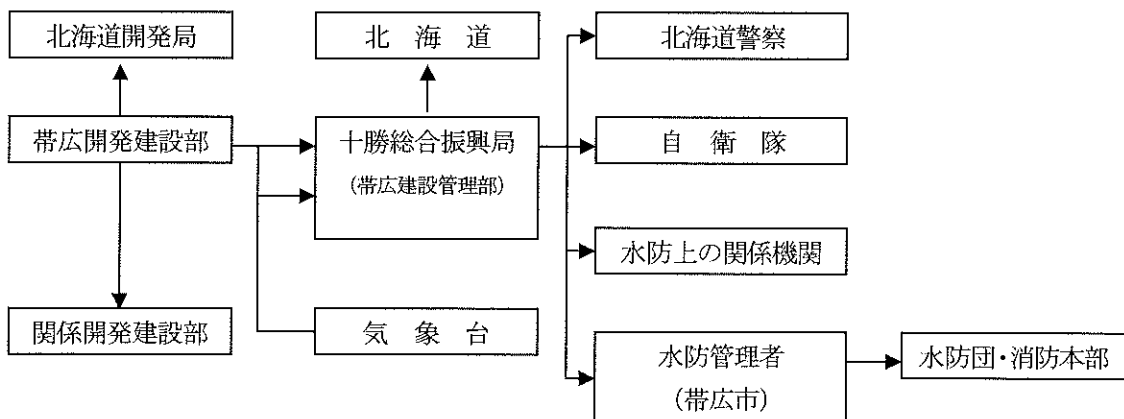 北海道開発局
北 海 道
北海道警察
帯広開発建設部
十勝総合振興局
(帯広建設管理部)
自 衛 隊
水防上の関係機関
関係開発建設部
気 象 台
水防管理者
(帯広市)
水防団・消防本部